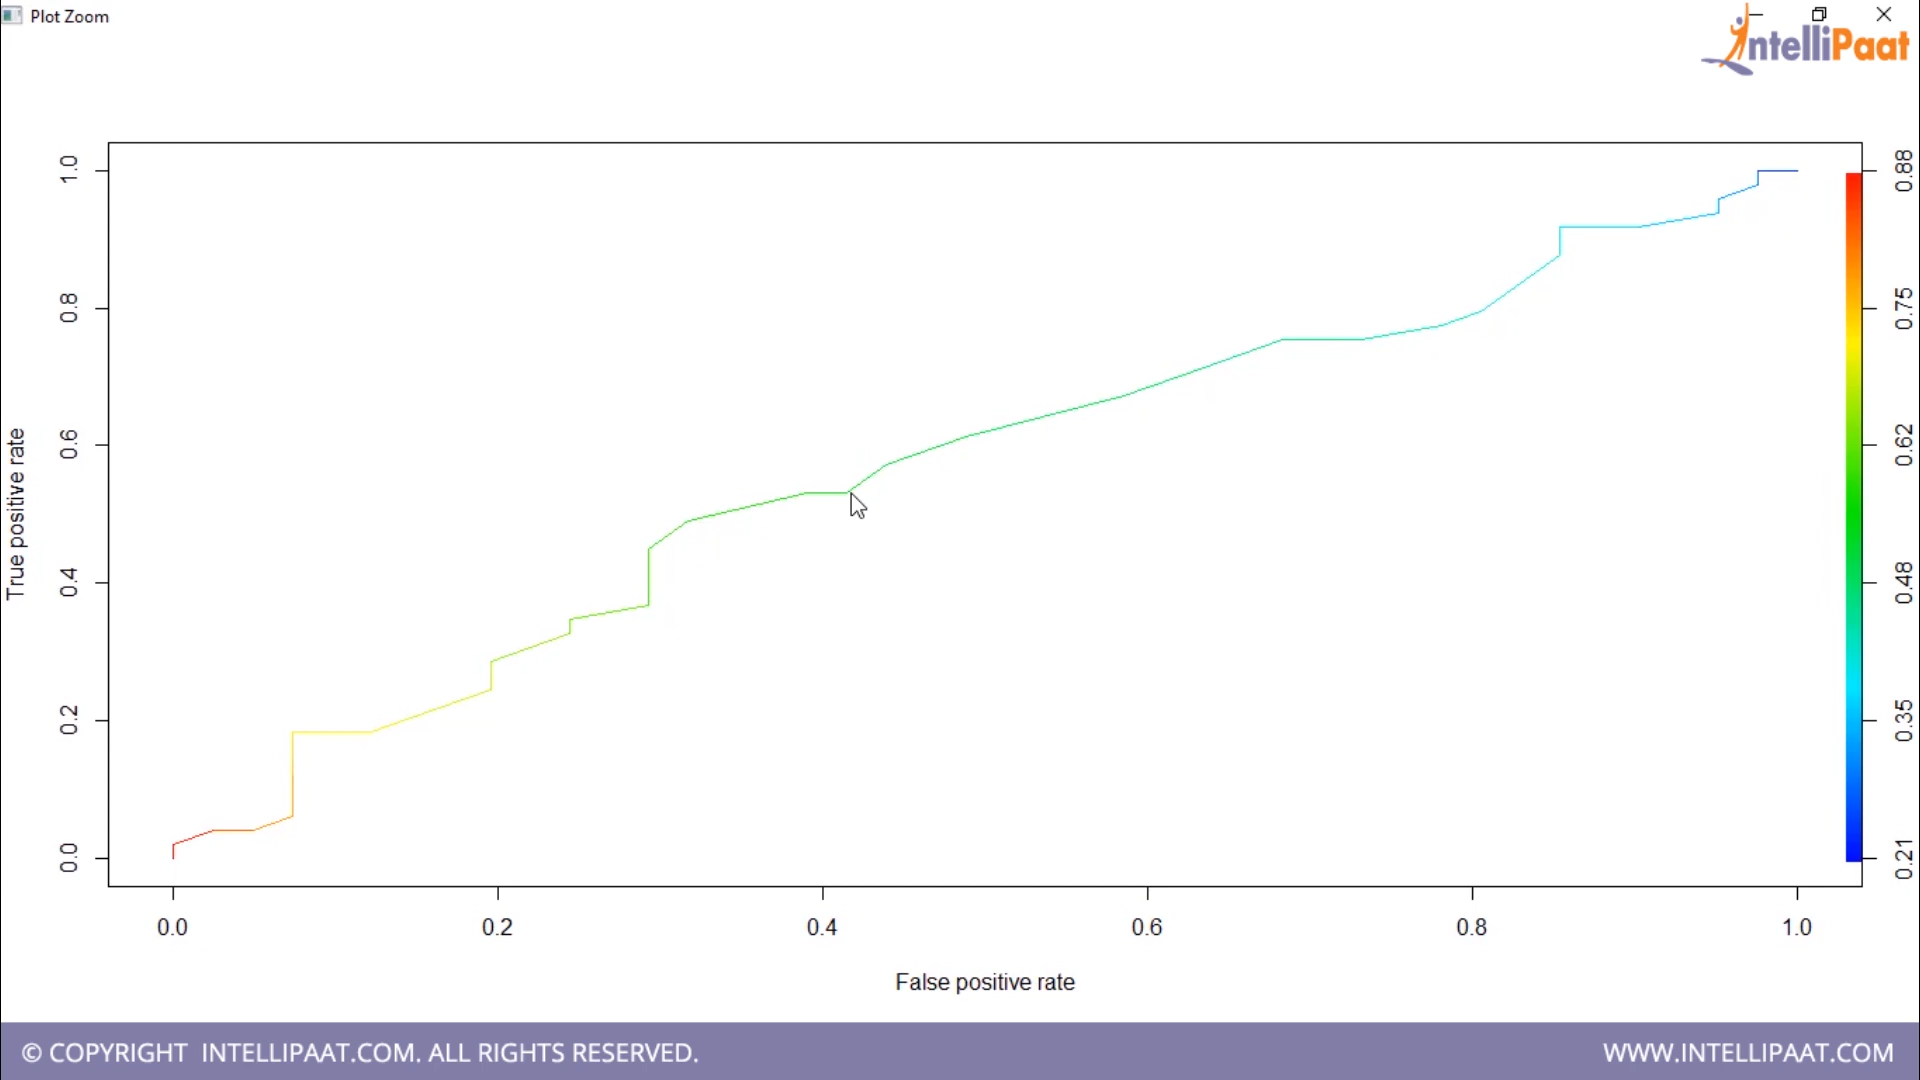 Plot Zoom
IntelliPaat
1.0
0.8
0.6
0.4
0.2
0.0
True positive rate
0.88
0.75
0.62
0.48
0.35
0.21
0.0 0.2 0.4 0.6 0.8 1.0
False positive rate
© COPYRIGHT INTELLIPAAT.COM. ALL RIGHTS RESERVED.
WWW.INTELLIPAAT.COM